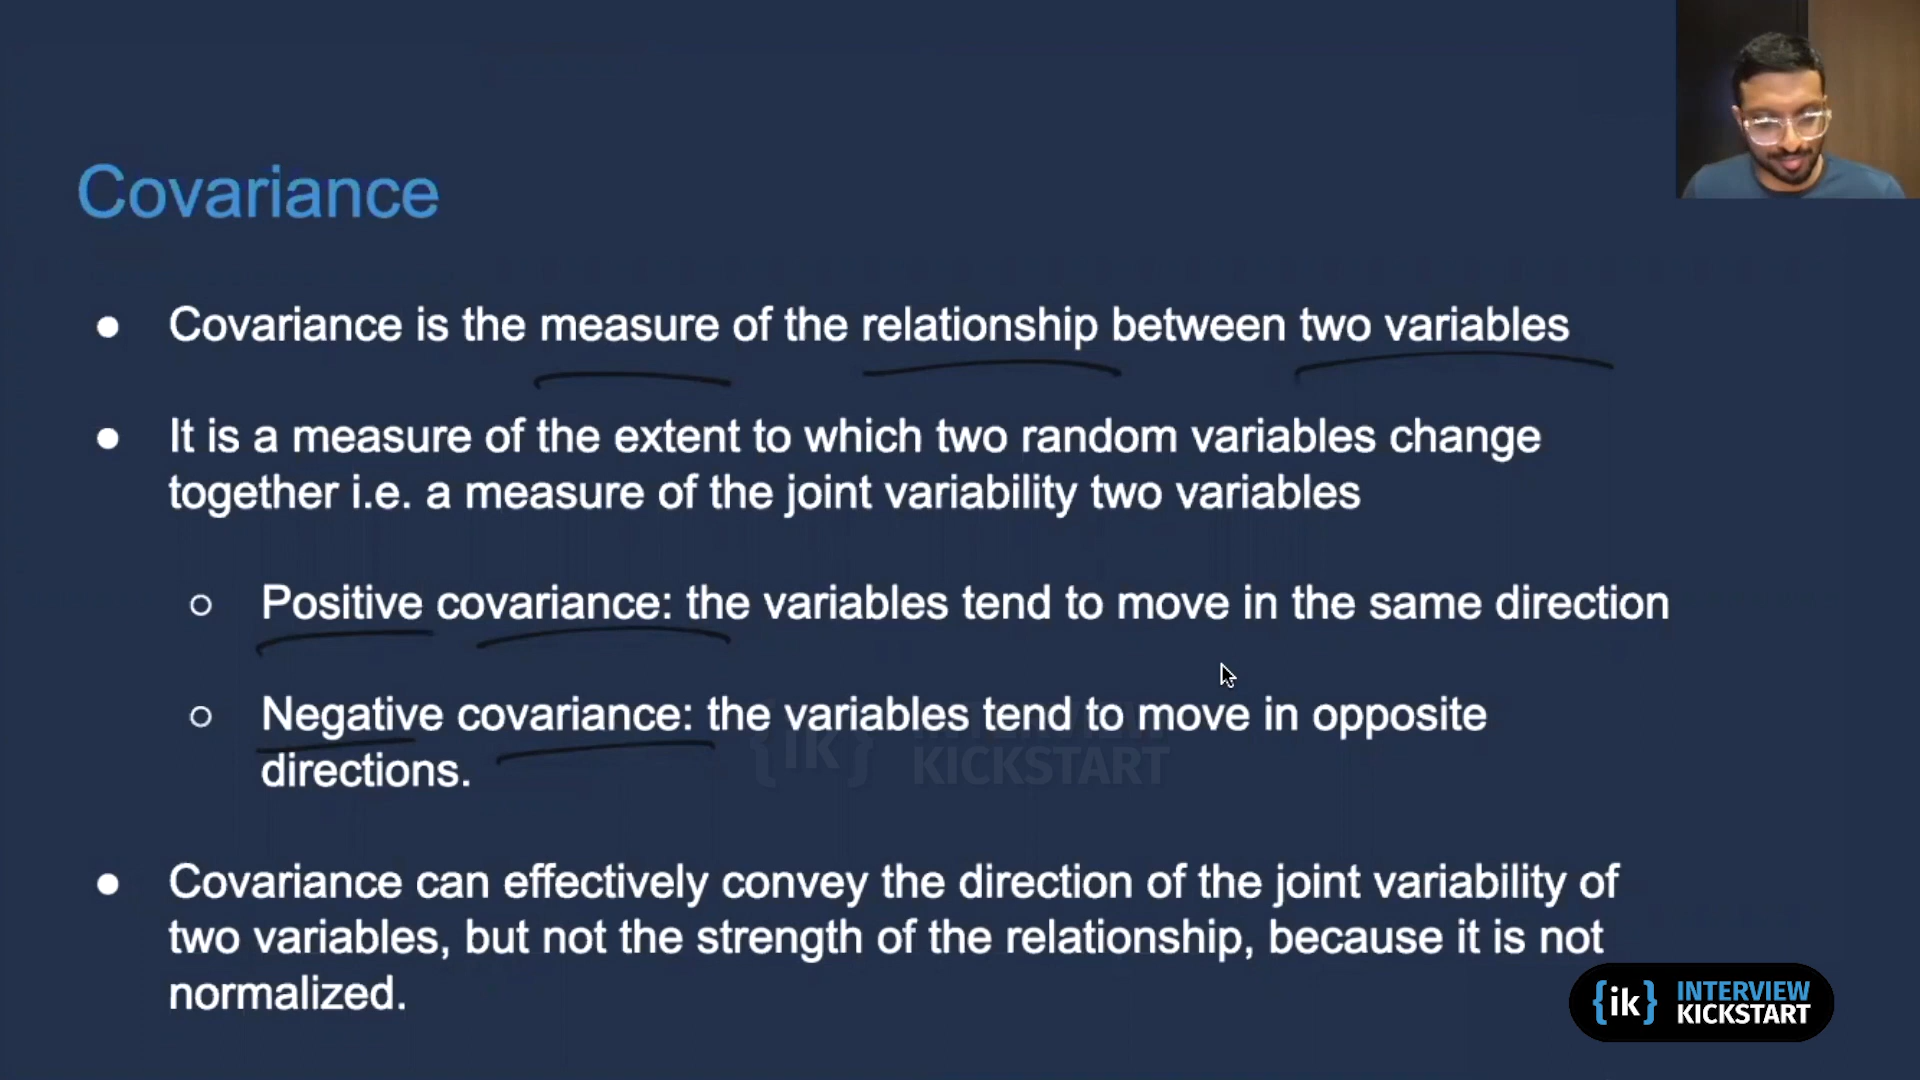 Covariance
● Covariance is the measure of the relationship between two variables
● It is a measure of the extent to which two random variables change
together i.e. a measure of the joint variability two variables
○ Positive covariance: the variables tend to move in the same direction
○ Negative covariance: the variables tend to move in opposite
directions.
{ik} INTERVIEW
KICKSTART
● Covariance can effectively convey the direction of the joint variability of
two variables, but not the strength of the relationship, because it is not
normalized.
{ik} INTERVIEW
KICKSTART